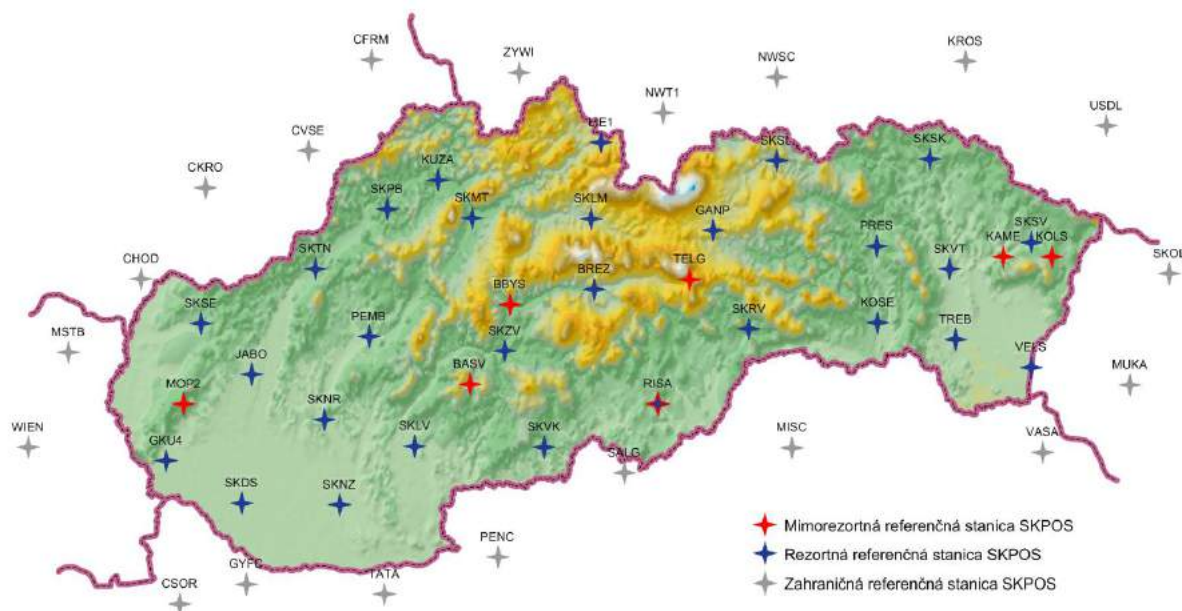 CFRM
ZYWI
NWSC
KROS
NWT1
USDL
CVSE
LIE1
SKSL
SKSK
CKRO
KUZA
SKPB
SKMT
SKLM
GANP
PRES
SKSV
KAME
KOLS
SKTN
SKVT
SKOL
CHOD
TELG
BREZ
BBYS
SKSE
PEMB
SKRV
KOSE
TREB
MSTB
SKZV
JABO
BASV
VELS
MUKA
MOP2
RISA
SKNR
WIEN
SKLV
SKVK
MISC
VASA
GKU4
SALG
SKDS
SKNZ
PENC
GYFC
TATA
CSOR
Mimorezortná referenčná stanica SKPOS
Rezortná referenčná stanica SKPOS
Zahraničná referenčná stanica SKPOS